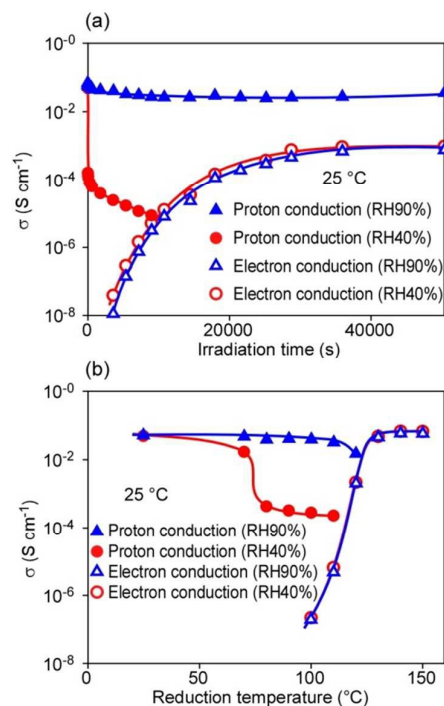 (a)
10⁻⁰
10⁻²
10⁻⁴
10⁻⁶
10⁻⁸
σ (S cm⁻¹)
25 °C
Proton conduction (RH90%)
Proton conduction (RH40%)
Electron conduction (RH90%)
Electron conduction (RH40%)
0 20000 40000
Irradiation time (s)
(b)
10⁻⁰
10⁻²
10⁻⁴
10⁻⁶
10⁻⁸
σ (S cm⁻¹)
25 °C
Proton conduction (RH90%)
Proton conduction (RH40%)
Electron conduction (RH90%)
Electron conduction (RH40%)
0 50 100 150
Reduction temperature (°C)